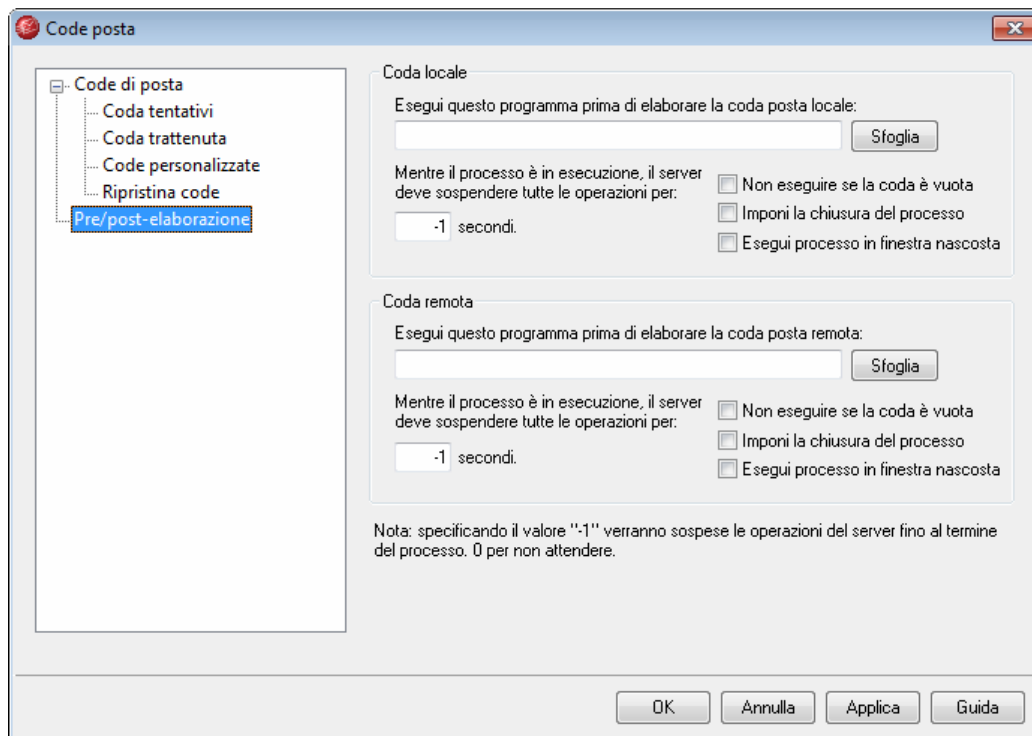 Code posta
Code di posta
Coda tentativi
Coda trattenuta
Code personalizzate
Ripristina code
Pre/post-elaborazione
Coda locale
Esegui questo programma prima di elaborare la coda posta locale:
Sfoglia
Mentre il processo è in esecuzione, il server
deve sospendere tutte le operazioni per:
-1 secondi.
Non eseguire se la coda è vuota
Imponi la chiusura del processo
Esegui processo in finestra nascosta
Coda remota
Esegui questo programma prima di elaborare la coda posta remota:
Sfoglia
Mentre il processo è in esecuzione, il server
deve sospendere tutte le operazioni per:
-1 secondi.
Non eseguire se la coda è vuota
Imponi la chiusura del processo
Esegui processo in finestra nascosta
Nota: specificando il valore "-1" verranno sospese le operazioni del server fino al termine
del processo. 0 per non attendere.
OK
Annulla
Applica
Guida